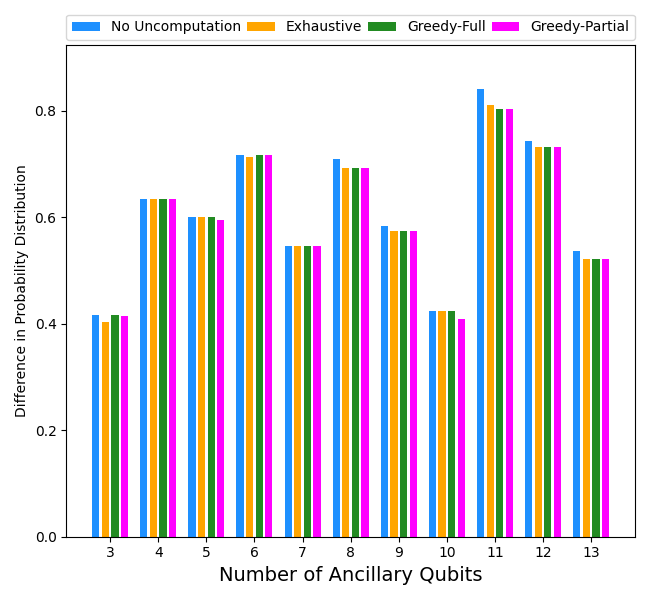 No Uncomputation Exhaustive Greedy-Full Greedy-Partial
Difference in Probability Distribution
0.8
0.6
0.4
0.2
0.0
3 4 5 6 7 8 9 10 11 12 13
Number of Ancillary Qubits